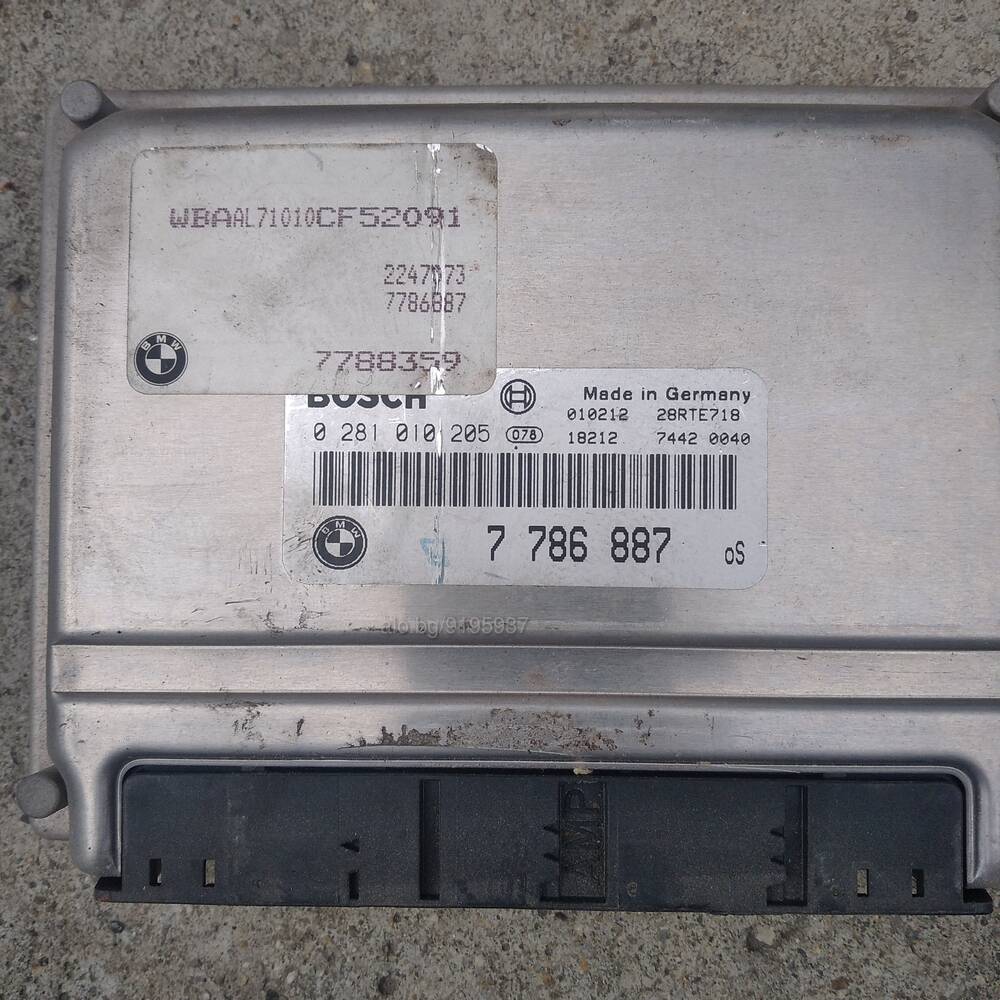 WBAAL71010CF52091
2247073
7786887
BMW
7788359
BOSCH
Made in Germany
010212 28RTE718
0 281 010 205 078 18212 7442 0040
BMW
7 786 887 oS
alo.bg/9195987
AMP